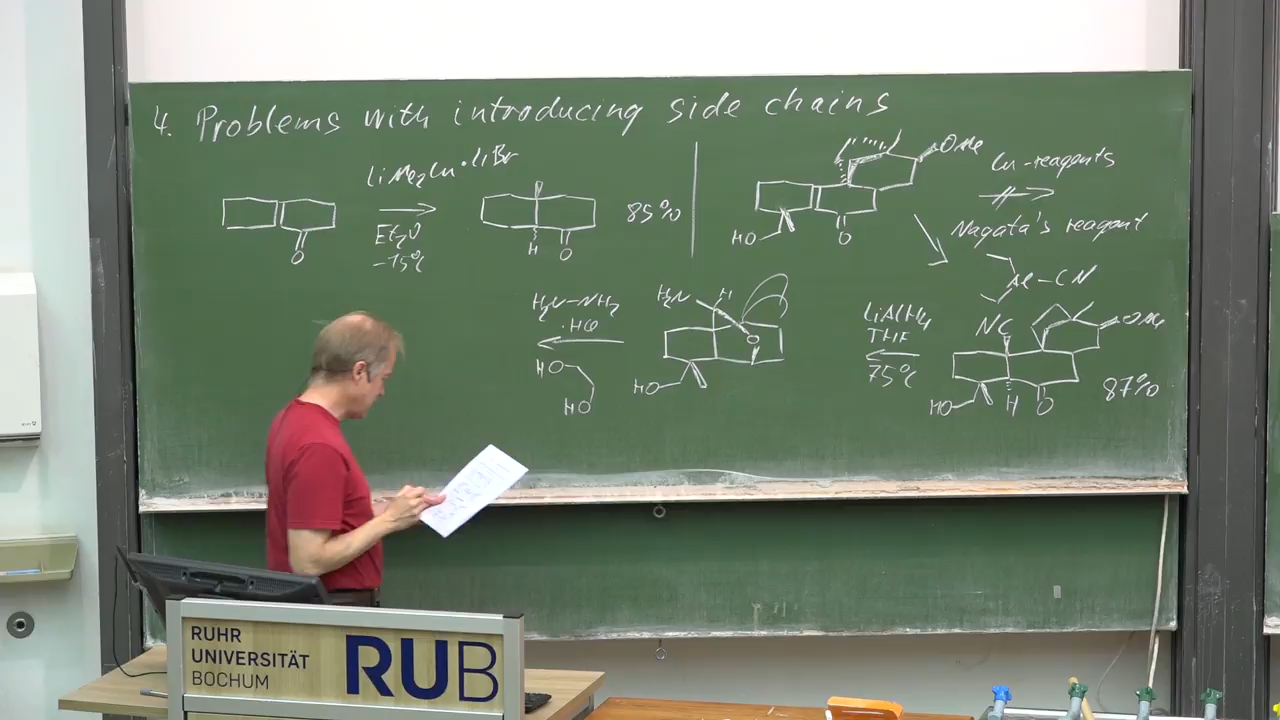 4. Problems with introducing side chains
LiMe2Cu · LiBr
Et2O
-15°C
O
H
O
85%
OMe
HO
O
Cu-reagents
Nagata's reagent
Al-CN
NC
OMe
HO
H
O
87%
LiAlH4
THF
75°C
H2N
H
O
HO
H2N-NH2
·HCl
HO
HO
RUHR
UNIVERSITÄT
BOCHUM
RUB